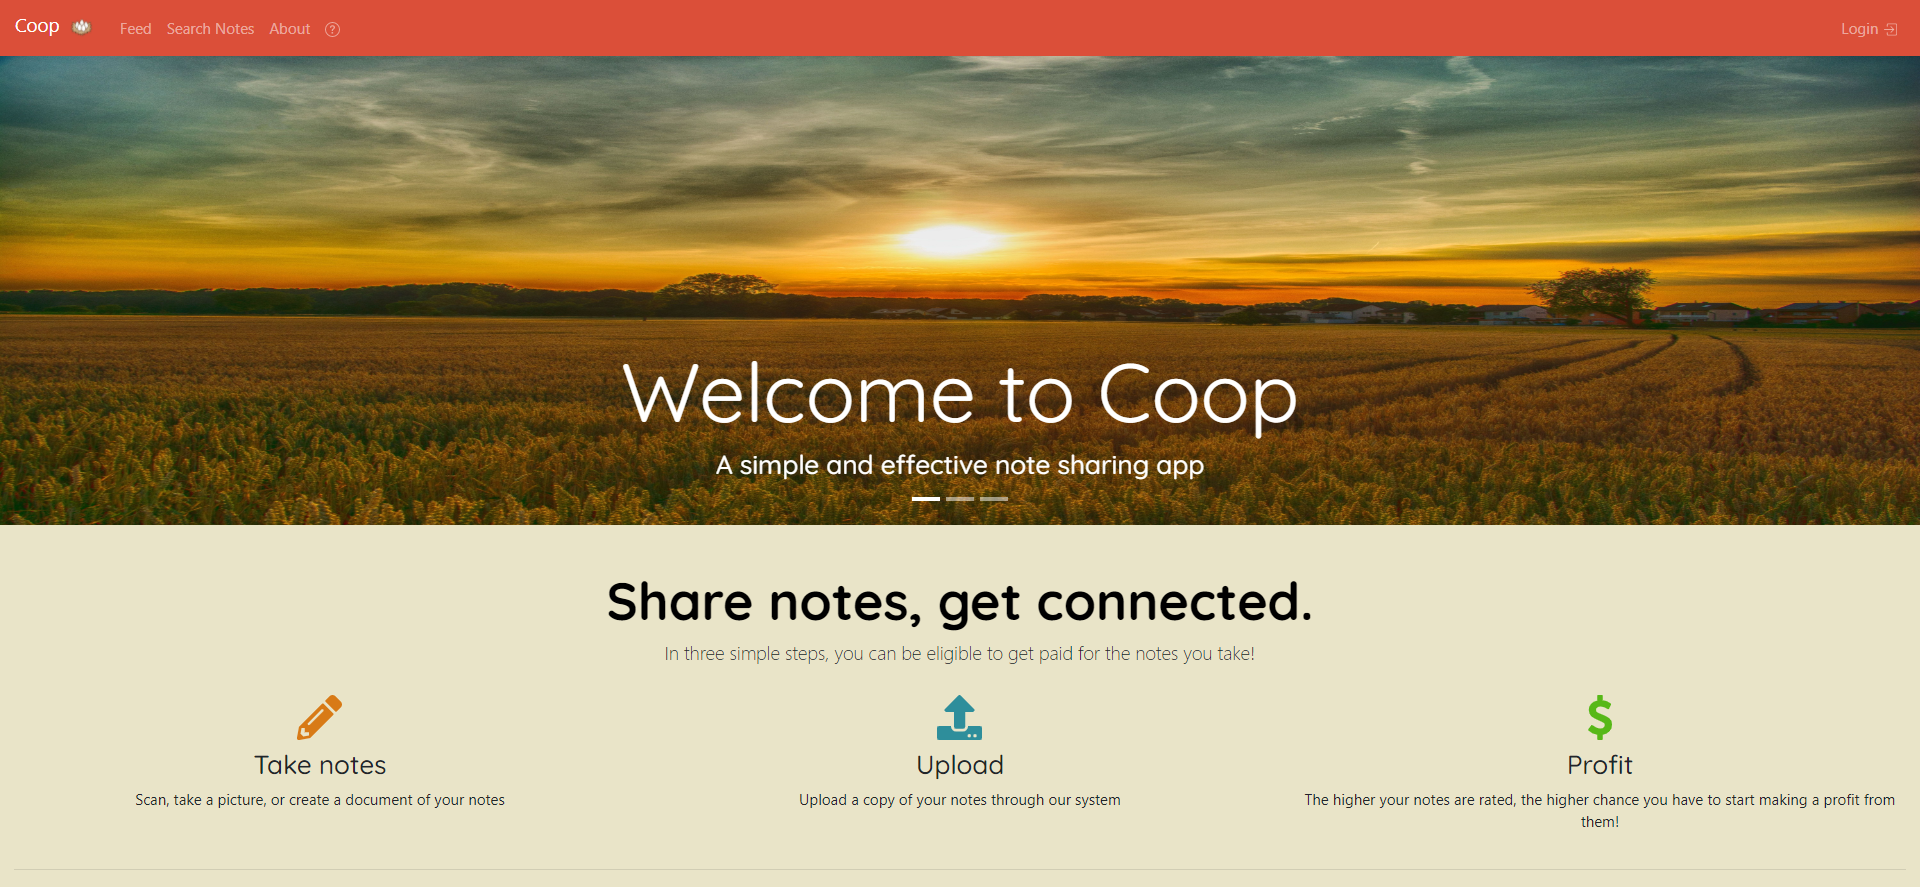 Coop Feed Search Notes About ? Login
Welcome to Coop
A simple and effective note sharing app
Share notes, get connected.
In three simple steps, you can be eligible to get paid for the notes you take!
Take notes Upload Profit
Scan, take a picture, or create a document of your notes
Upload a copy of your notes through our system
The higher your notes are rated, the higher chance you have to start making a profit from
them!